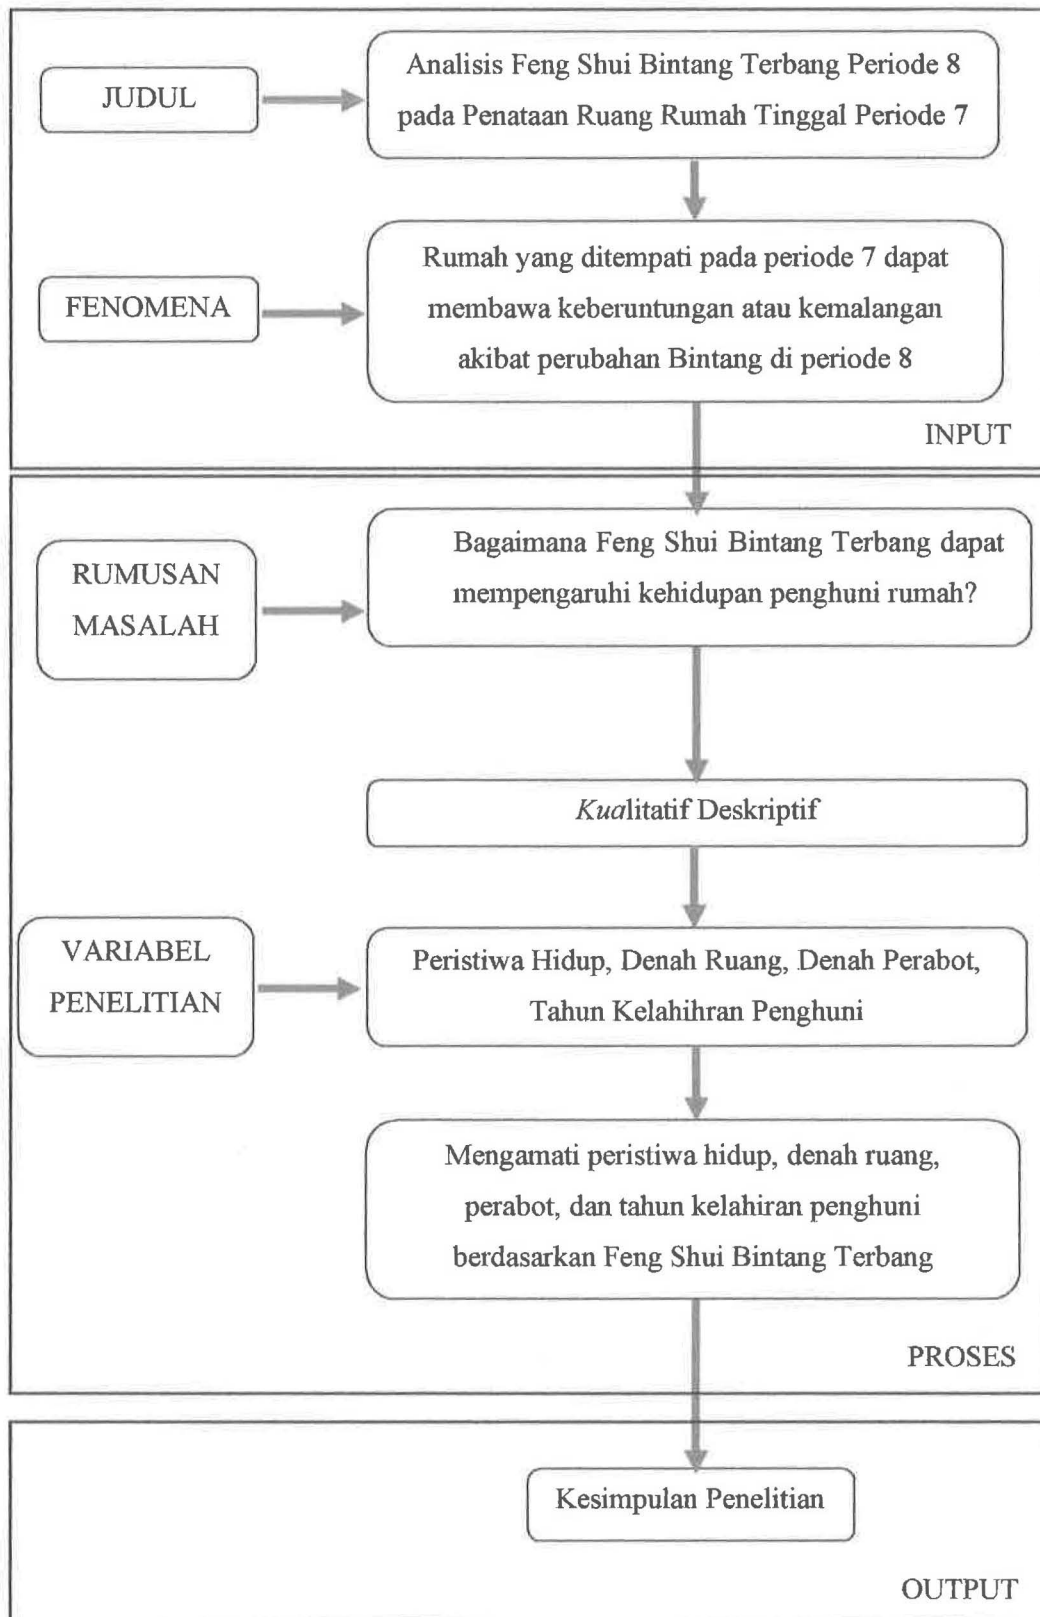 JUDUL
Analisis Feng Shui Bintang Terbang Periode 8
pada Penataan Ruang Rumah Tinggal Periode 7
FENOMENA
Rumah yang ditempati pada periode 7 dapat
membawa keberuntungan atau kemalangan
akibat perubahan Bintang di periode 8
INPUT
RUMUSAN
MASALAH
Bagaimana Feng Shui Bintang Terbang dapat
mempengaruhi kehidupan penghuni rumah?
Kualitatif Deskriptif
VARIABEL
PENELITIAN
Peristiwa Hidup, Denah Ruang, Denah Perabot,
Tahun Kelahihran Penghuni
Mengamati peristiwa hidup, denah ruang,
perabot, dan tahun kelahiran penghuni
berdasarkan Feng Shui Bintang Terbang
PROSES
Kesimpulan Penelitian
OUTPUT